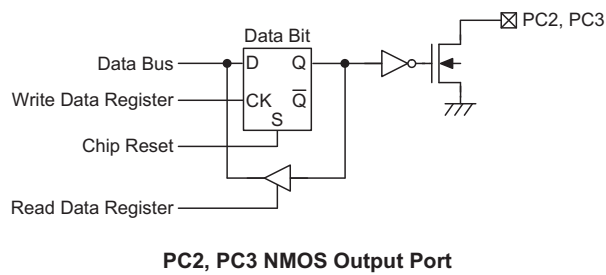 PC2, PC3
Data Bit
Data Bus
D Q
Write Data Register
CK Q̅
S
Chip Reset
Read Data Register
PC2, PC3 NMOS Output Port